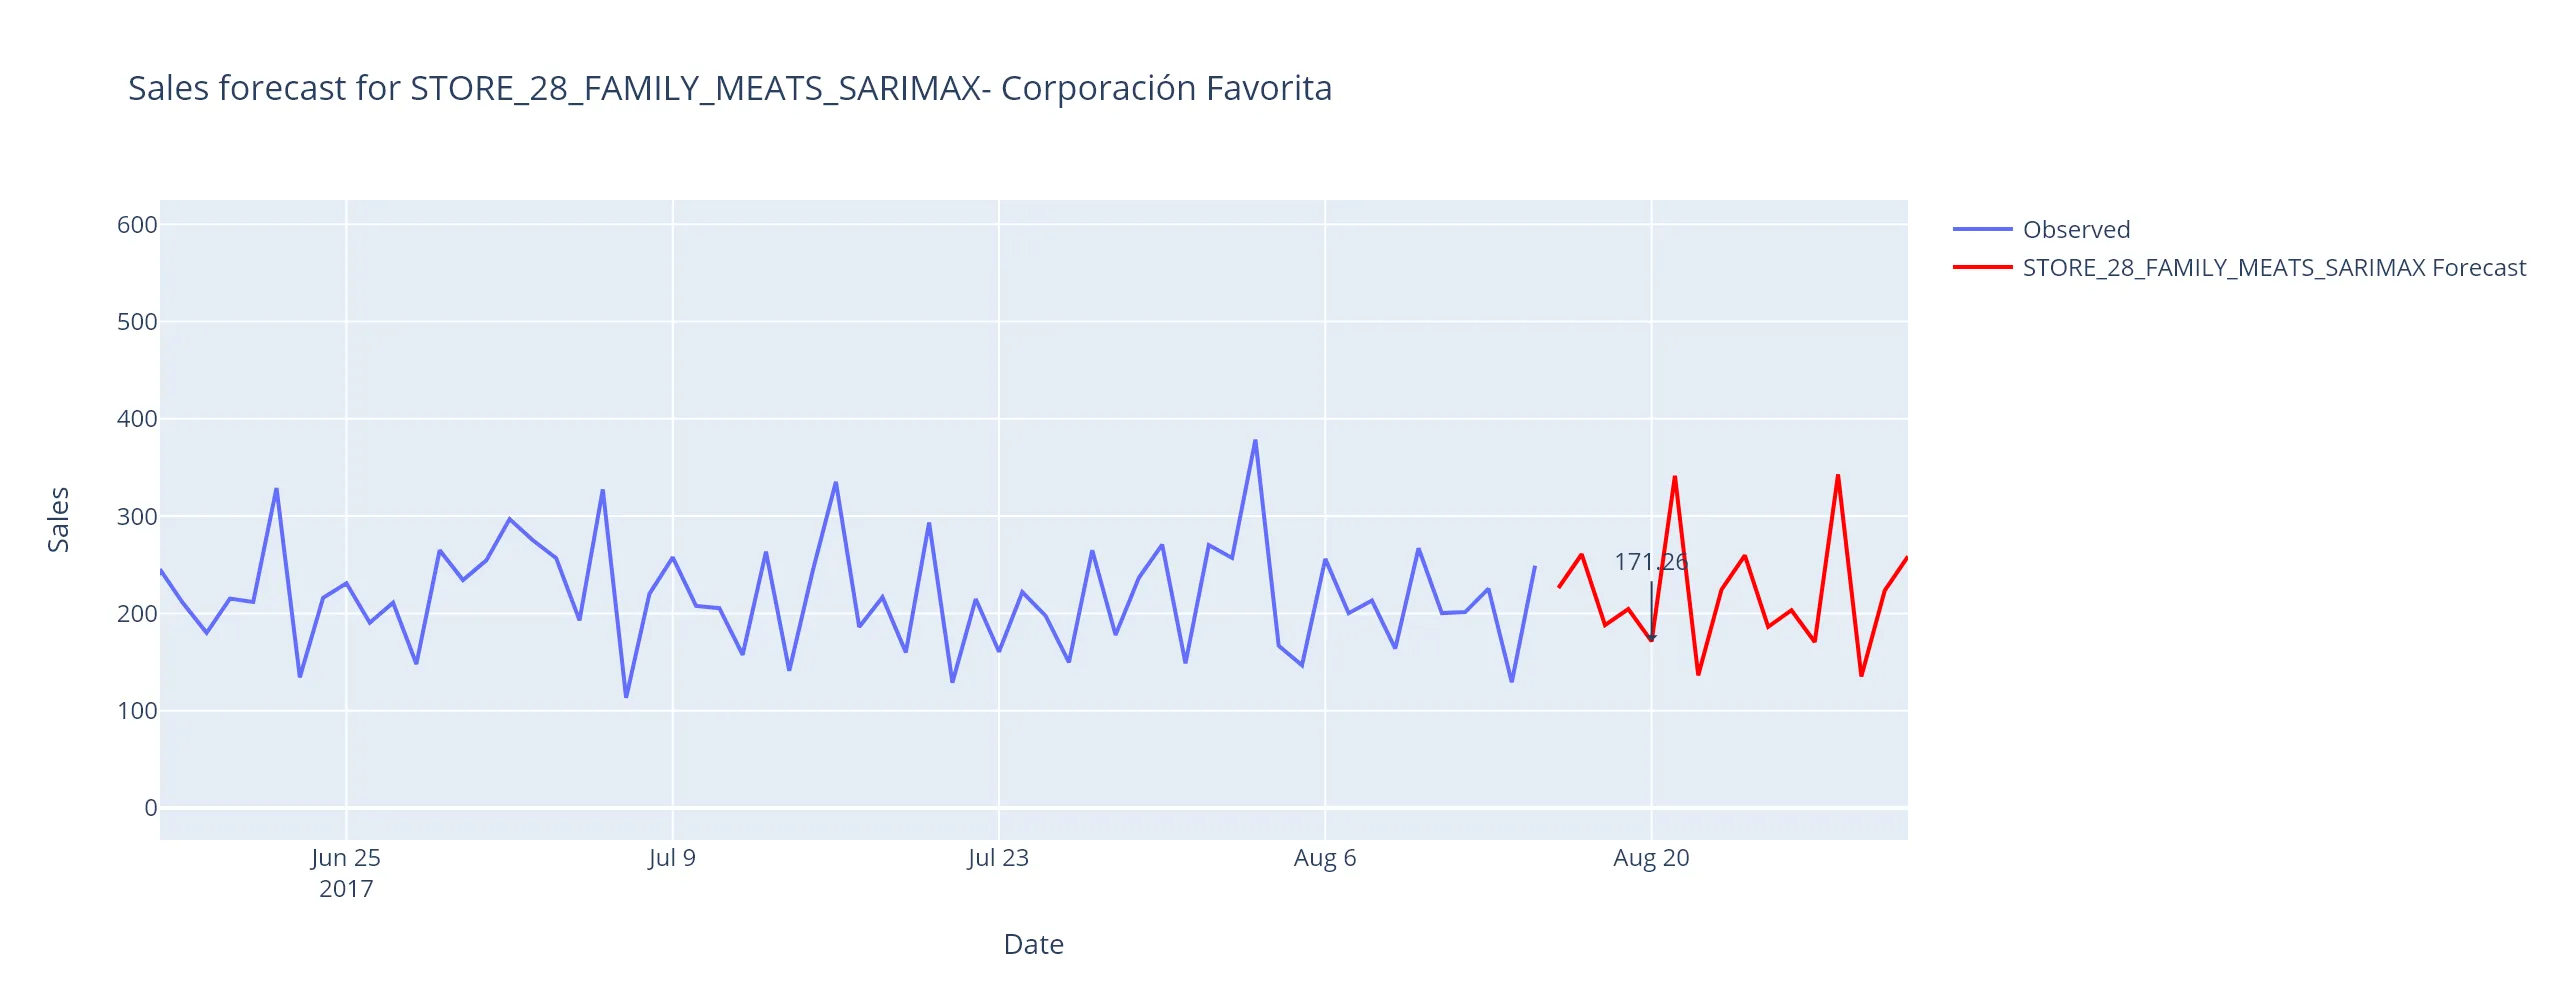 Sales forecast for STORE_28_FAMILY_MEATS_SARIMAX- Corporación Favorita
Observed
STORE_28_FAMILY_MEATS_SARIMAX Forecast
600
500
400
300
200
100
0
Sales
171.26
Jun 25
2017
Jul 9
Jul 23
Aug 6
Aug 20
Date